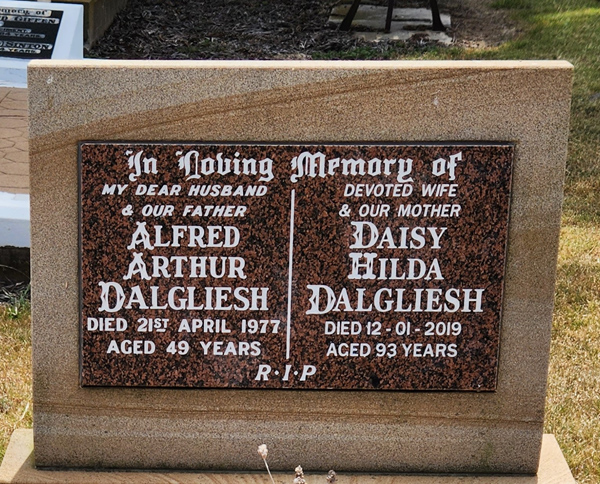 In Loving Memory of
MY DEAR HUSBAND
& OUR FATHER
ALFRED
ARTHUR
DALGLIESH
DIED 21ST APRIL 1977
AGED 49 YEARS
DEVOTED WIFE
& OUR MOTHER
DAISY
HILDA
DALGLIESH
DIED 12-01-2019
AGED 93 YEARS
R·I·P